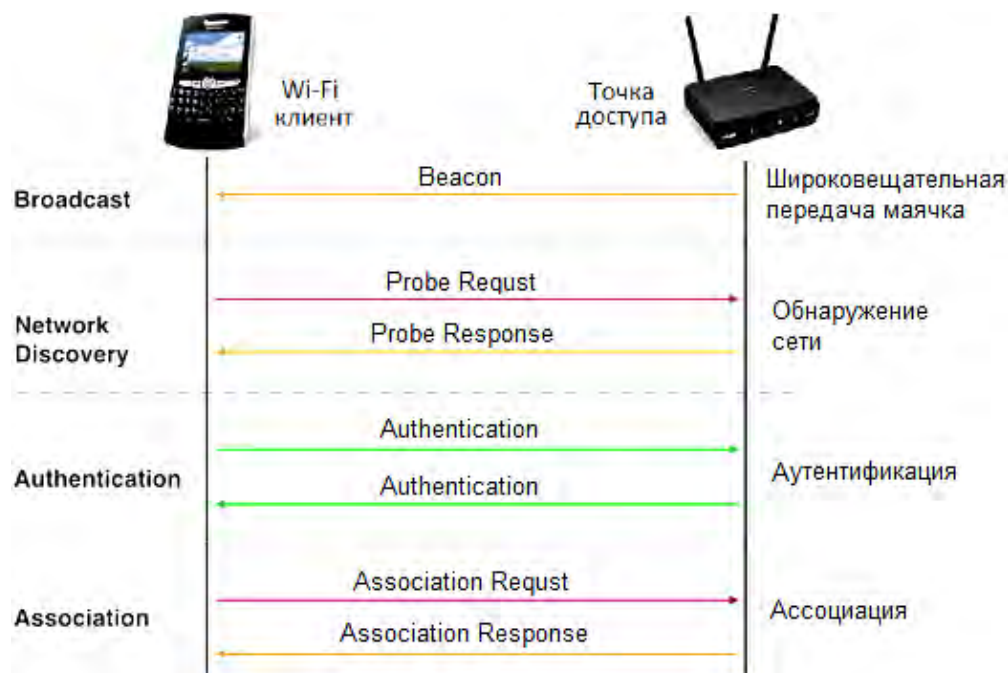 Wi-Fi
клиент
Точка
доступа
Broadcast
Beacon
Широковещательная
передача маячка
Network
Discovery
Probe Requst
Probe Response
Обнаружение
сети
Authentication
Authentication
Authentication
Аутентификация
Association
Association Requst
Association Response
Ассоциация